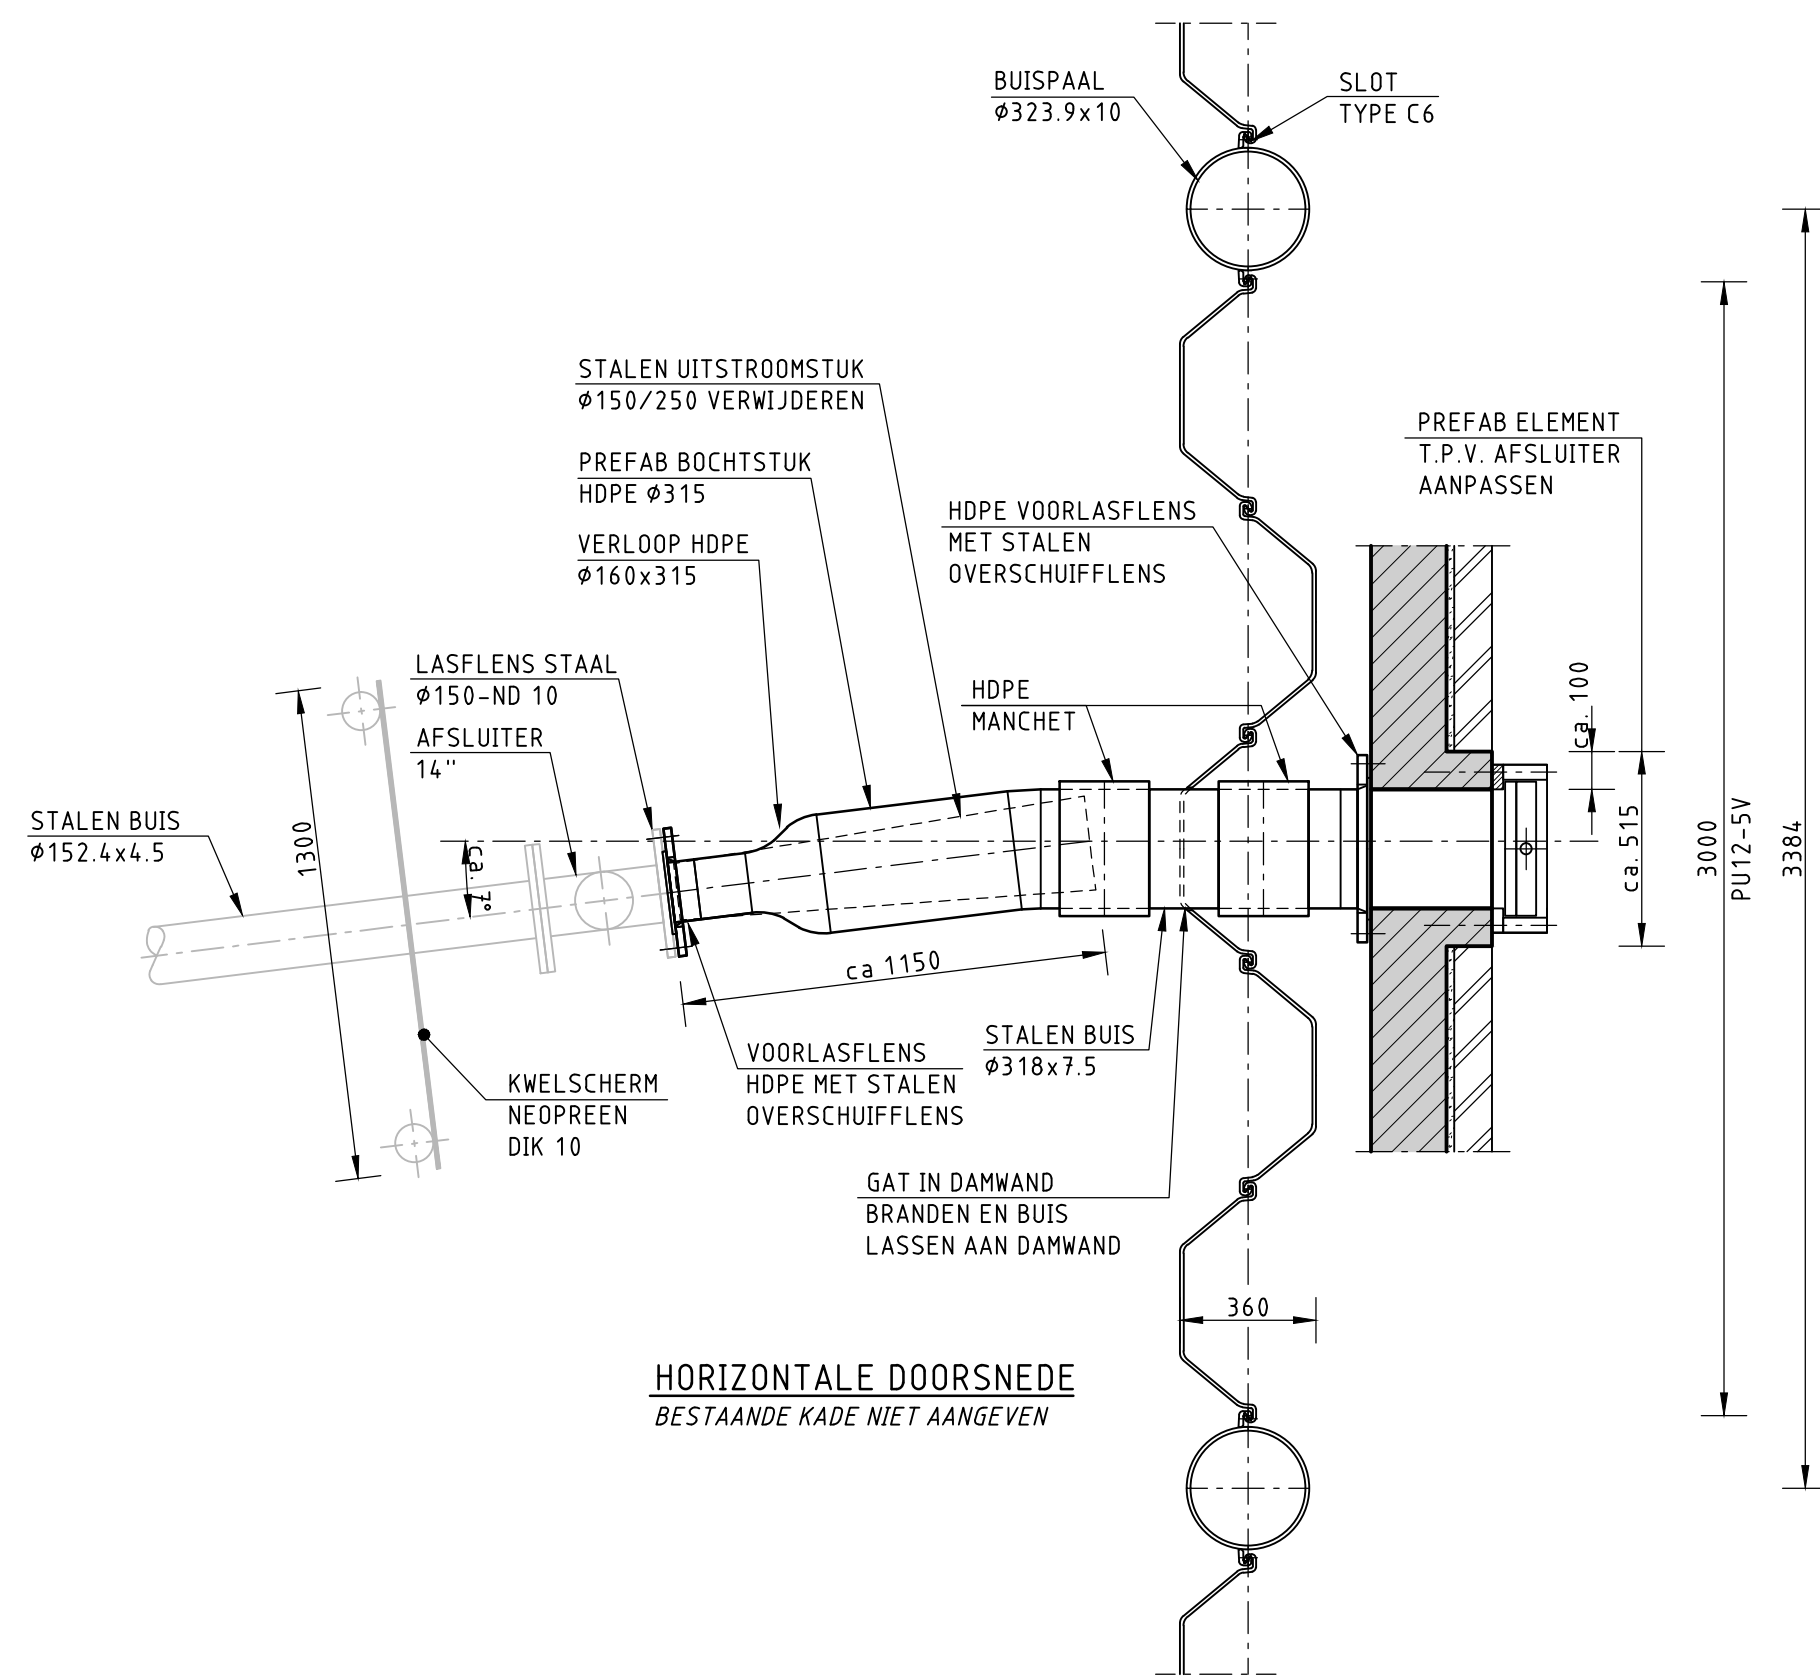 BUISPAAL
Ø323.9x10
SLOT
TYPE C6
STALEN UITSTROOMSTUK
Ø150/250 VERWIJDEREN
PREFAB BOCHTSTUK
HDPE Ø315
VERLOOP HDPE
Ø160x315
HDPE VOORLASFLENS
MET STALEN
OVERSCHUIFFLENS
PREFAB ELEMENT
T.P.V. AFSLUITER
AANPASSEN
LASFLENS STAAL
Ø150-ND 10
AFSLUITER
14''
HDPE
MANCHET
STALEN BUIS
Ø152.4x4.5
1300
ca. 7°
ca 1150
ca. 100
ca. 515
3000
PU12-5V
3384
STALEN BUIS
Ø318x7.5
VOORLASFLENS
HDPE MET STALEN
OVERSCHUIFFLENS
KWELSCHERM
NEOPREEN
DIK 10
GAT IN DAMWAND
BRANDEN EN BUIS
LASSEN AAN DAMWAND
360
HORIZONTALE DOORSNEDE
BESTAANDE KADE NIET AANGEVEN